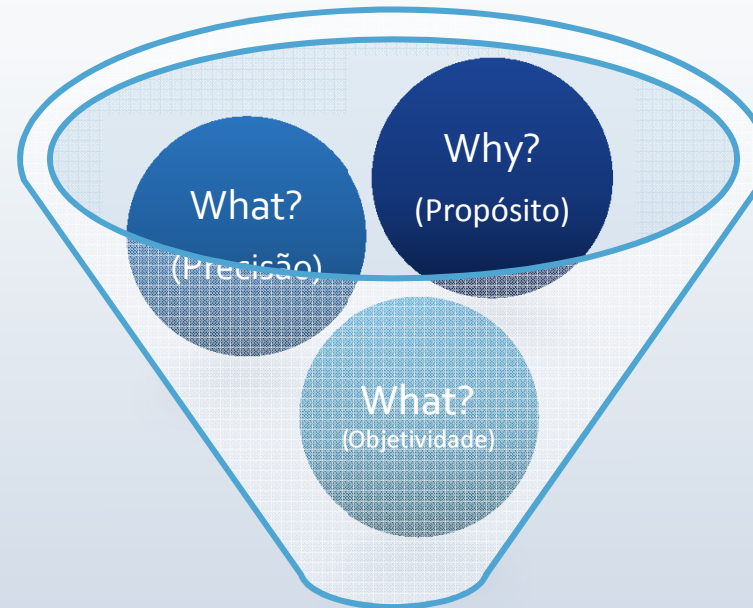 Why?
(Propósito)
What?
(Precisão)
What?
(Objetividade)